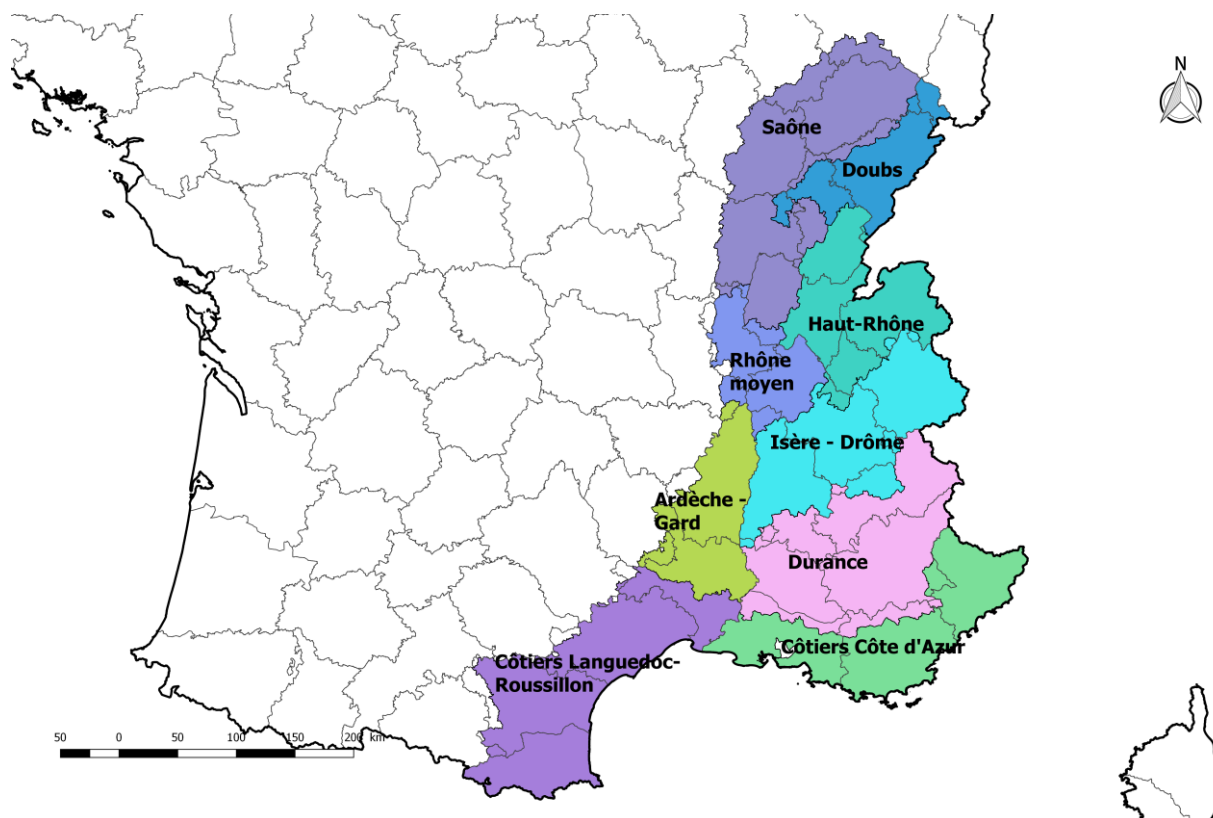 N
Saône
Doubs
Haut-Rhône
Rhône
moyen
Isère - Drôme
Ardèche -
Gard
Durance
Côtiers Côte d'Azur
Côtiers Languedoc-
Roussillon
50 0 50 100 150 200 km